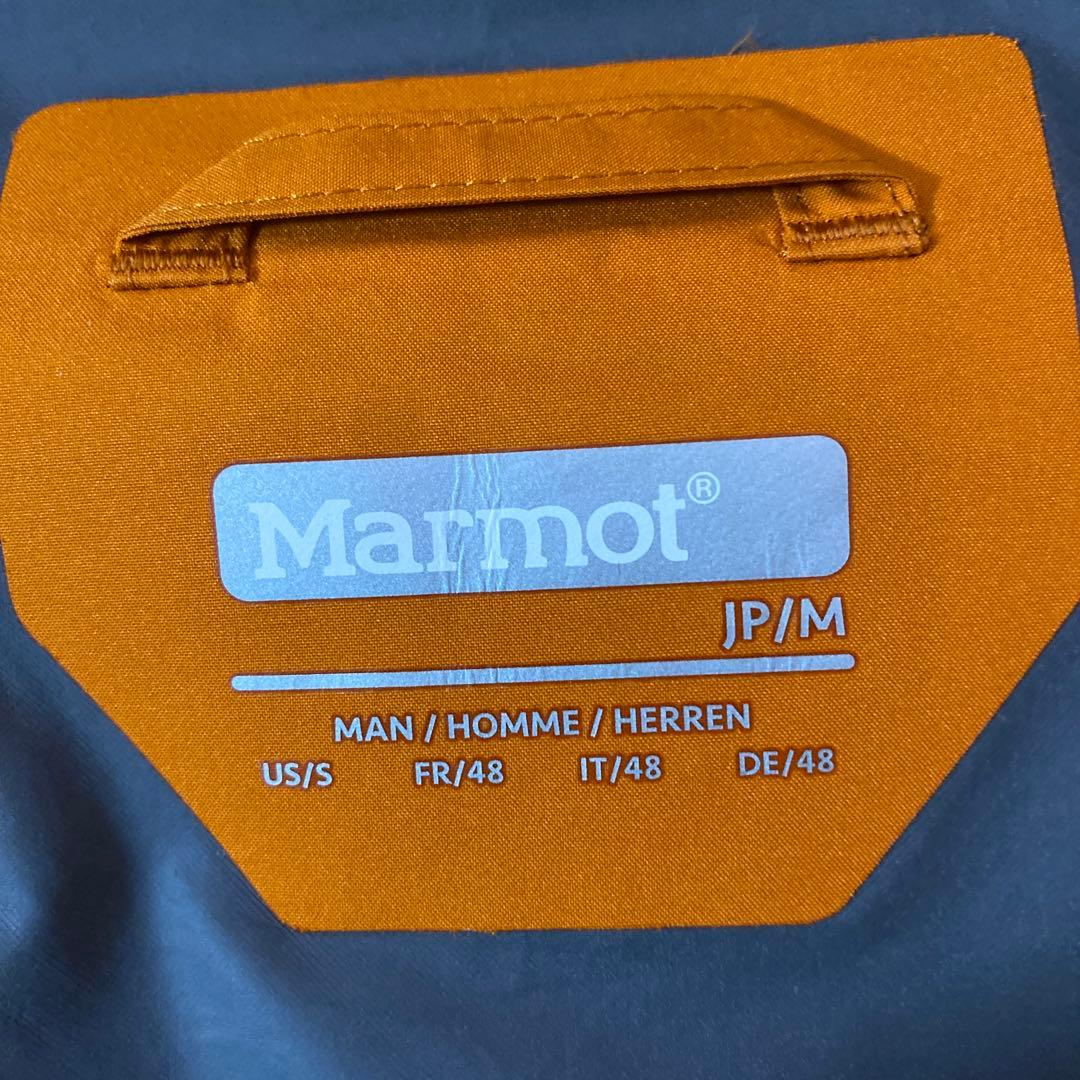 Marmot®
JP/M
MAN / HOMME / HERREN
US/S FR/48 IT/48 DE/48